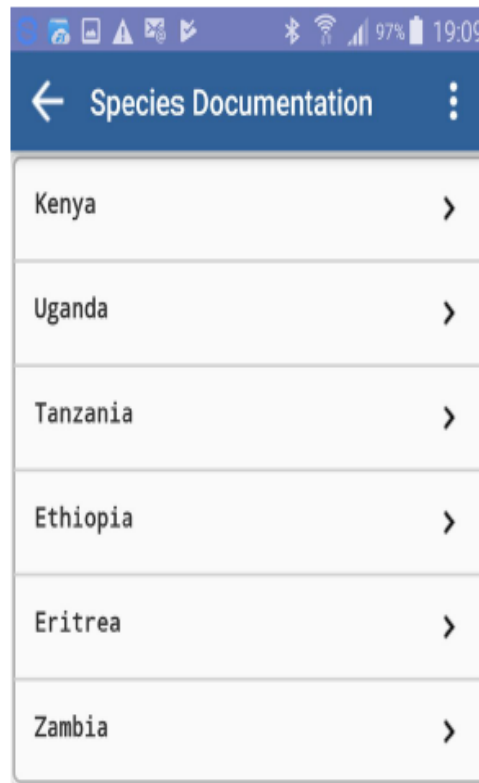 97% 19:09
Species Documentation
Kenya
Uganda
Tanzania
Ethiopia
Eritrea
Zambia